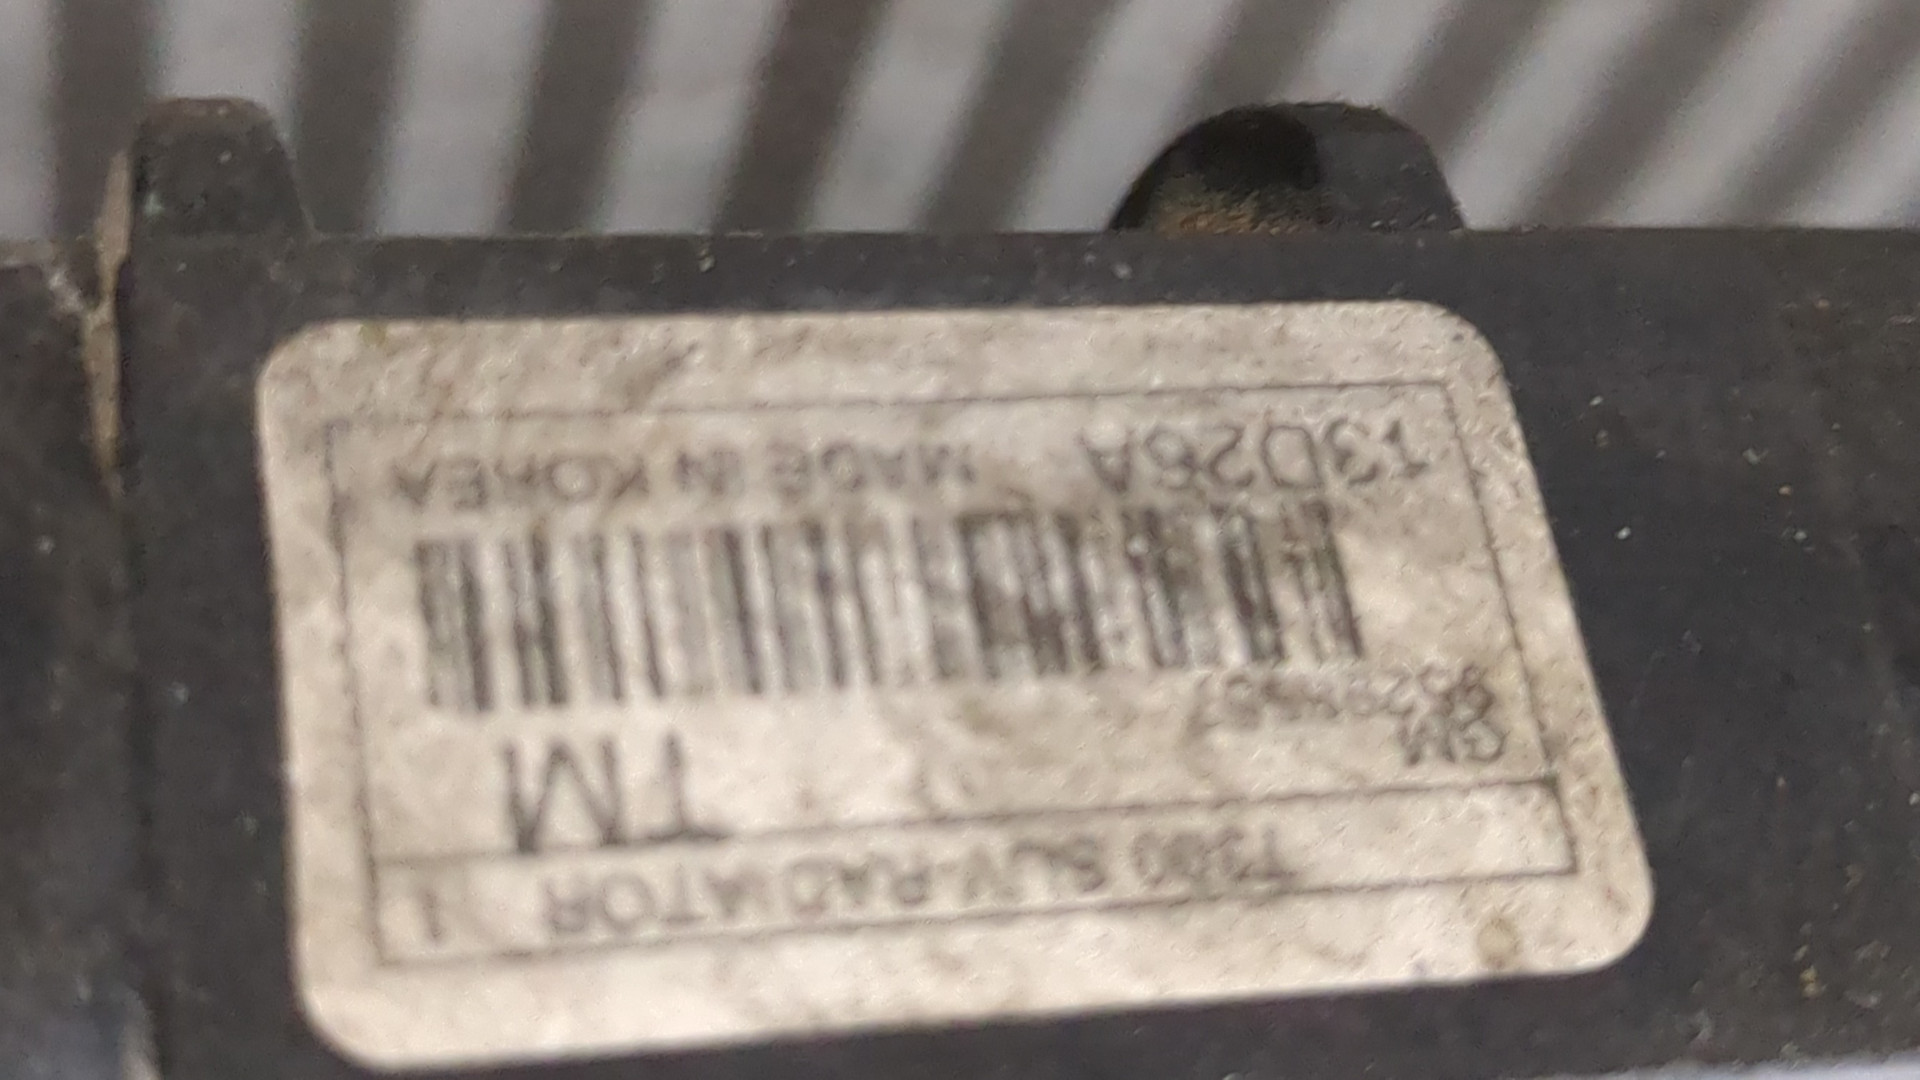 T300 SUV-RADIATOR
GM
TM
13D26A MADE IN KOREA